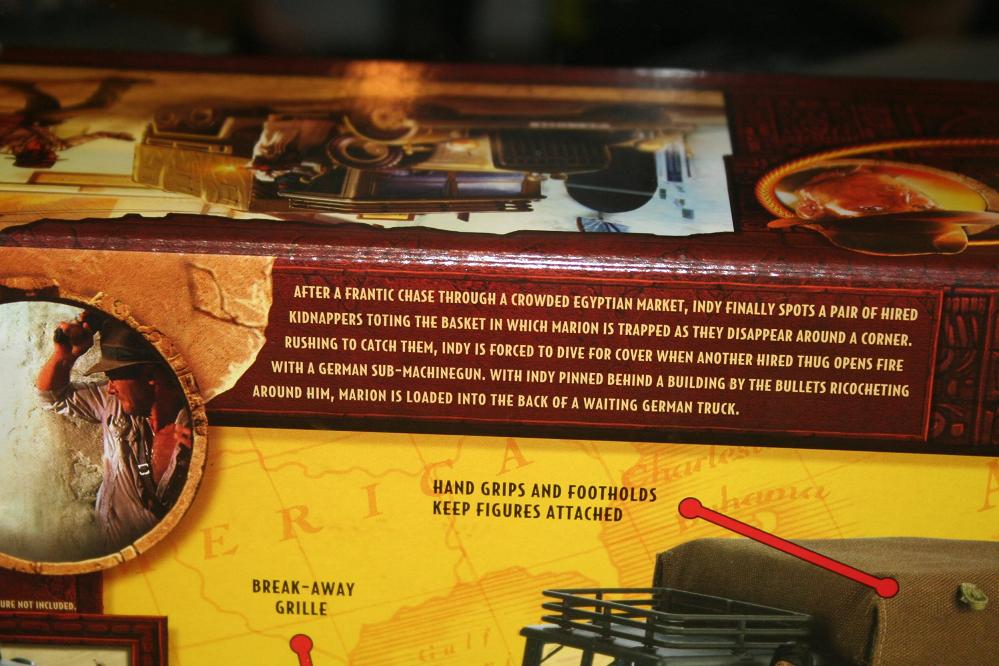 AFTER A FRANTIC CHASE THROUGH A CROWDED EGYPTIAN MARKET, INDY FINALLY SPOTS A PAIR OF HIRED
KIDNAPPERS TOTING THE BASKET IN WHICH MARION IS TRAPPED AS THEY DISAPPEAR AROUND A CORNER.
RUSHING TO CATCH THEM, INDY IS FORCED TO DIVE FOR COVER WHEN ANOTHER HIRED THUG OPENS FIRE
WITH A GERMAN SUB-MACHINEGUN. WITH INDY PINNED BEHIND A BUILDING BY THE BULLETS RICOCHETING
AROUND HIM, MARION IS LOADED INTO THE BACK OF A WAITING GERMAN TRUCK.
ERICA
Charlest
ahama
HAND GRIPS AND FOOTHOLDS
KEEP FIGURES ATTACHED
BREAK-AWAY
GRILLE
URE NOT INCLUDED.
Gulf